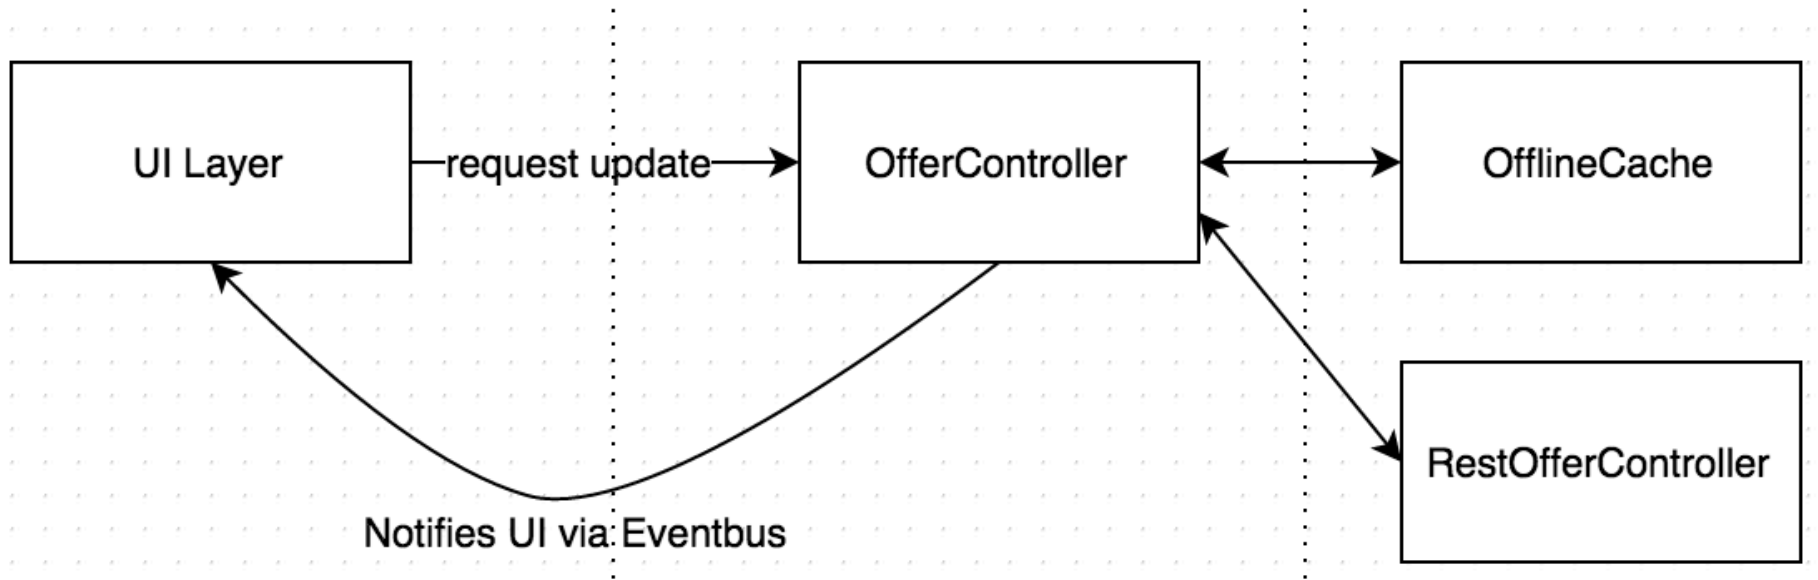 UI Layer
request update
OfferController
OfflineCache
RestOfferController
Notifies UI via Eventbus